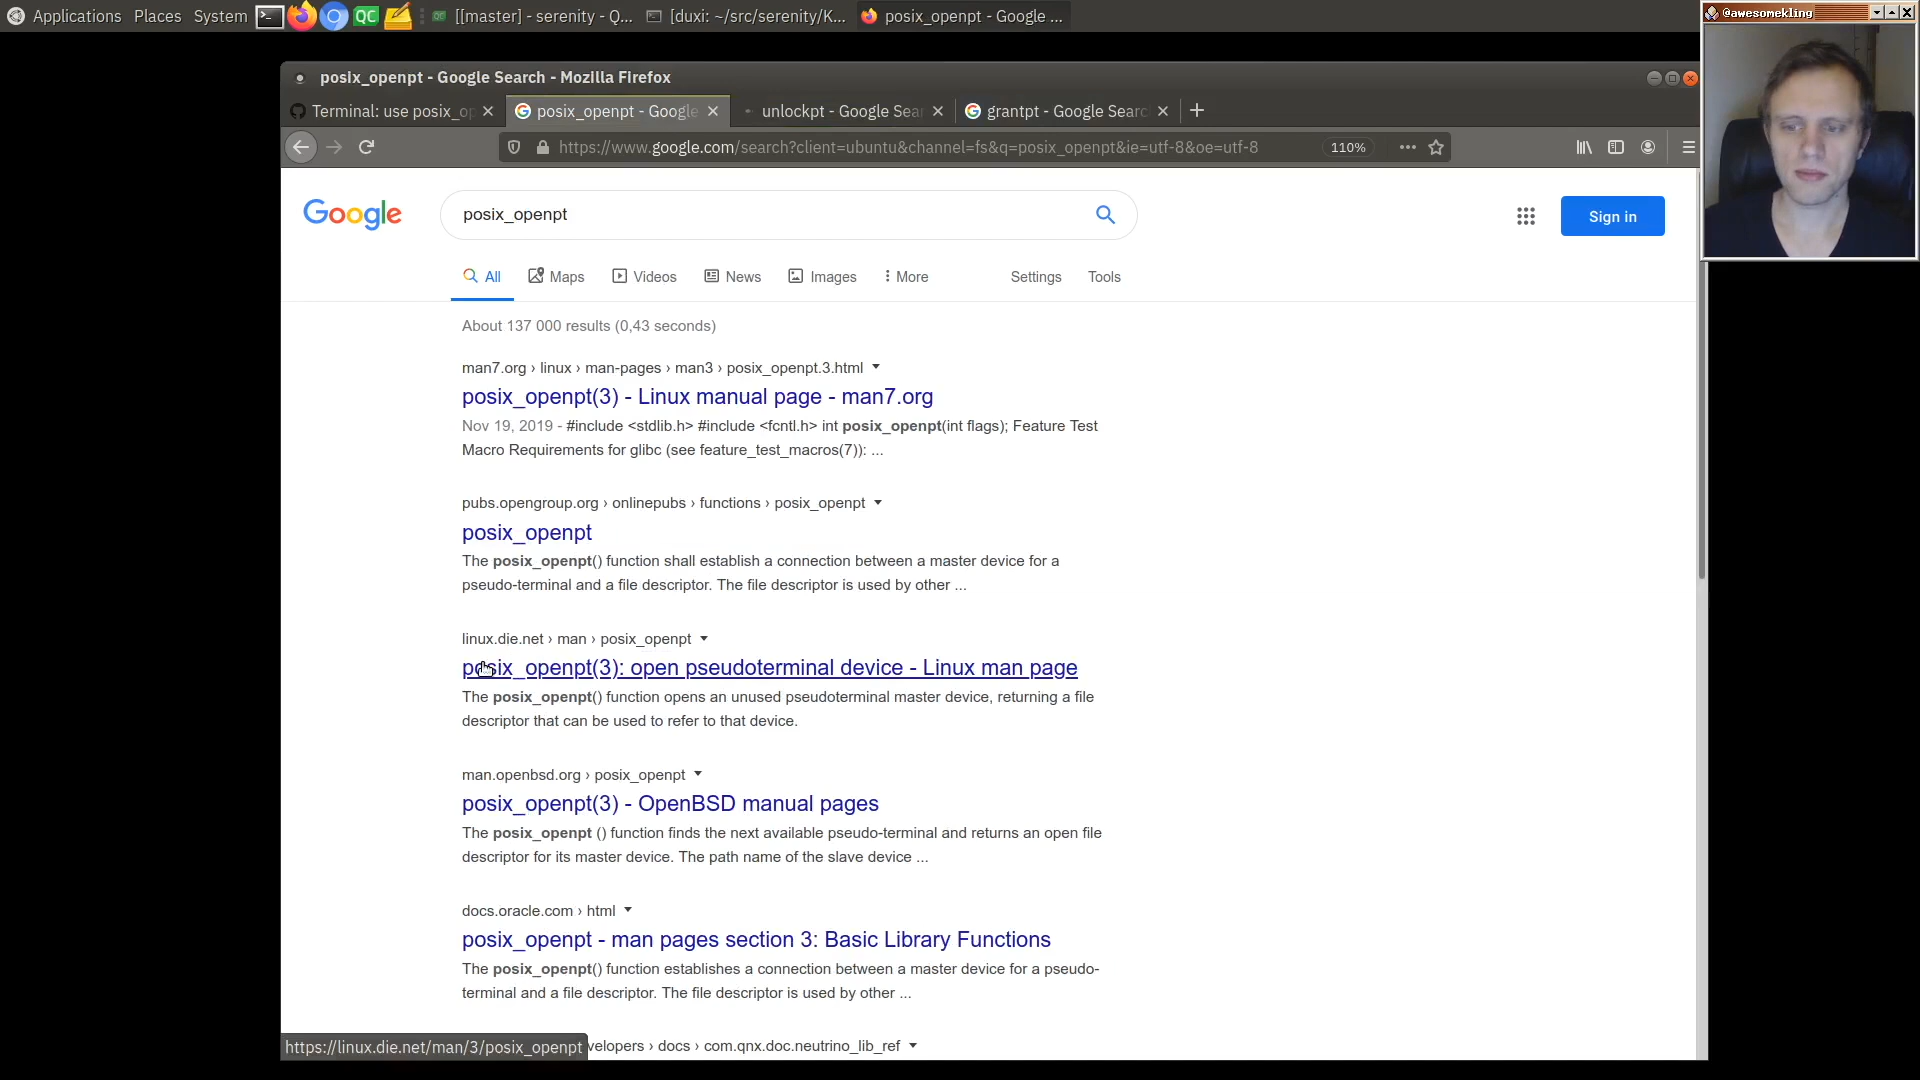 Applications Places System
[[master] - serenity - Q...
[duxi: ~/src/serenity/K...
posix_openpt - Google ...
@awesomekling
posix_openpt - Google Search - Mozilla Firefox
Terminal: use posix_op
posix_openpt - Google
unlockpt - Google Sear
grantpt - Google Searc
https://www.google.com/search?client=ubuntu&channel=fs&q=posix_openpt&ie=utf-8&oe=utf-8
110%
Google
posix_openpt
Sign in
All Maps Videos News Images More Settings Tools
About 137 000 results (0,43 seconds)
man7.org › linux › man-pages › man3 › posix_openpt.3.html
posix_openpt(3) - Linux manual page - man7.org
Nov 19, 2019 - #include <stdlib.h> #include <fcntl.h> int posix_openpt(int flags); Feature Test
Macro Requirements for glibc (see feature_test_macros(7)): ...
pubs.opengroup.org › onlinepubs › functions › posix_openpt
posix_openpt
The posix_openpt() function shall establish a connection between a master device for a
pseudo-terminal and a file descriptor. The file descriptor is used by other ...
linux.die.net › man › posix_openpt
posix_openpt(3): open pseudoterminal device - Linux man page
The posix_openpt() function opens an unused pseudoterminal master device, returning a file
descriptor that can be used to refer to that device.
man.openbsd.org › posix_openpt
posix_openpt(3) - OpenBSD manual pages
The posix_openpt () function finds the next available pseudo-terminal and returns an open file
descriptor for its master device. The path name of the slave device ...
docs.oracle.com › html
posix_openpt - man pages section 3: Basic Library Functions
The posix_openpt() function establishes a connection between a master device for a pseudo-
terminal and a file descriptor. The file descriptor is used by other ...
https://linux.die.net/man/3/posix_openpt
velopers › docs › com.qnx.doc.neutrino_lib_ref